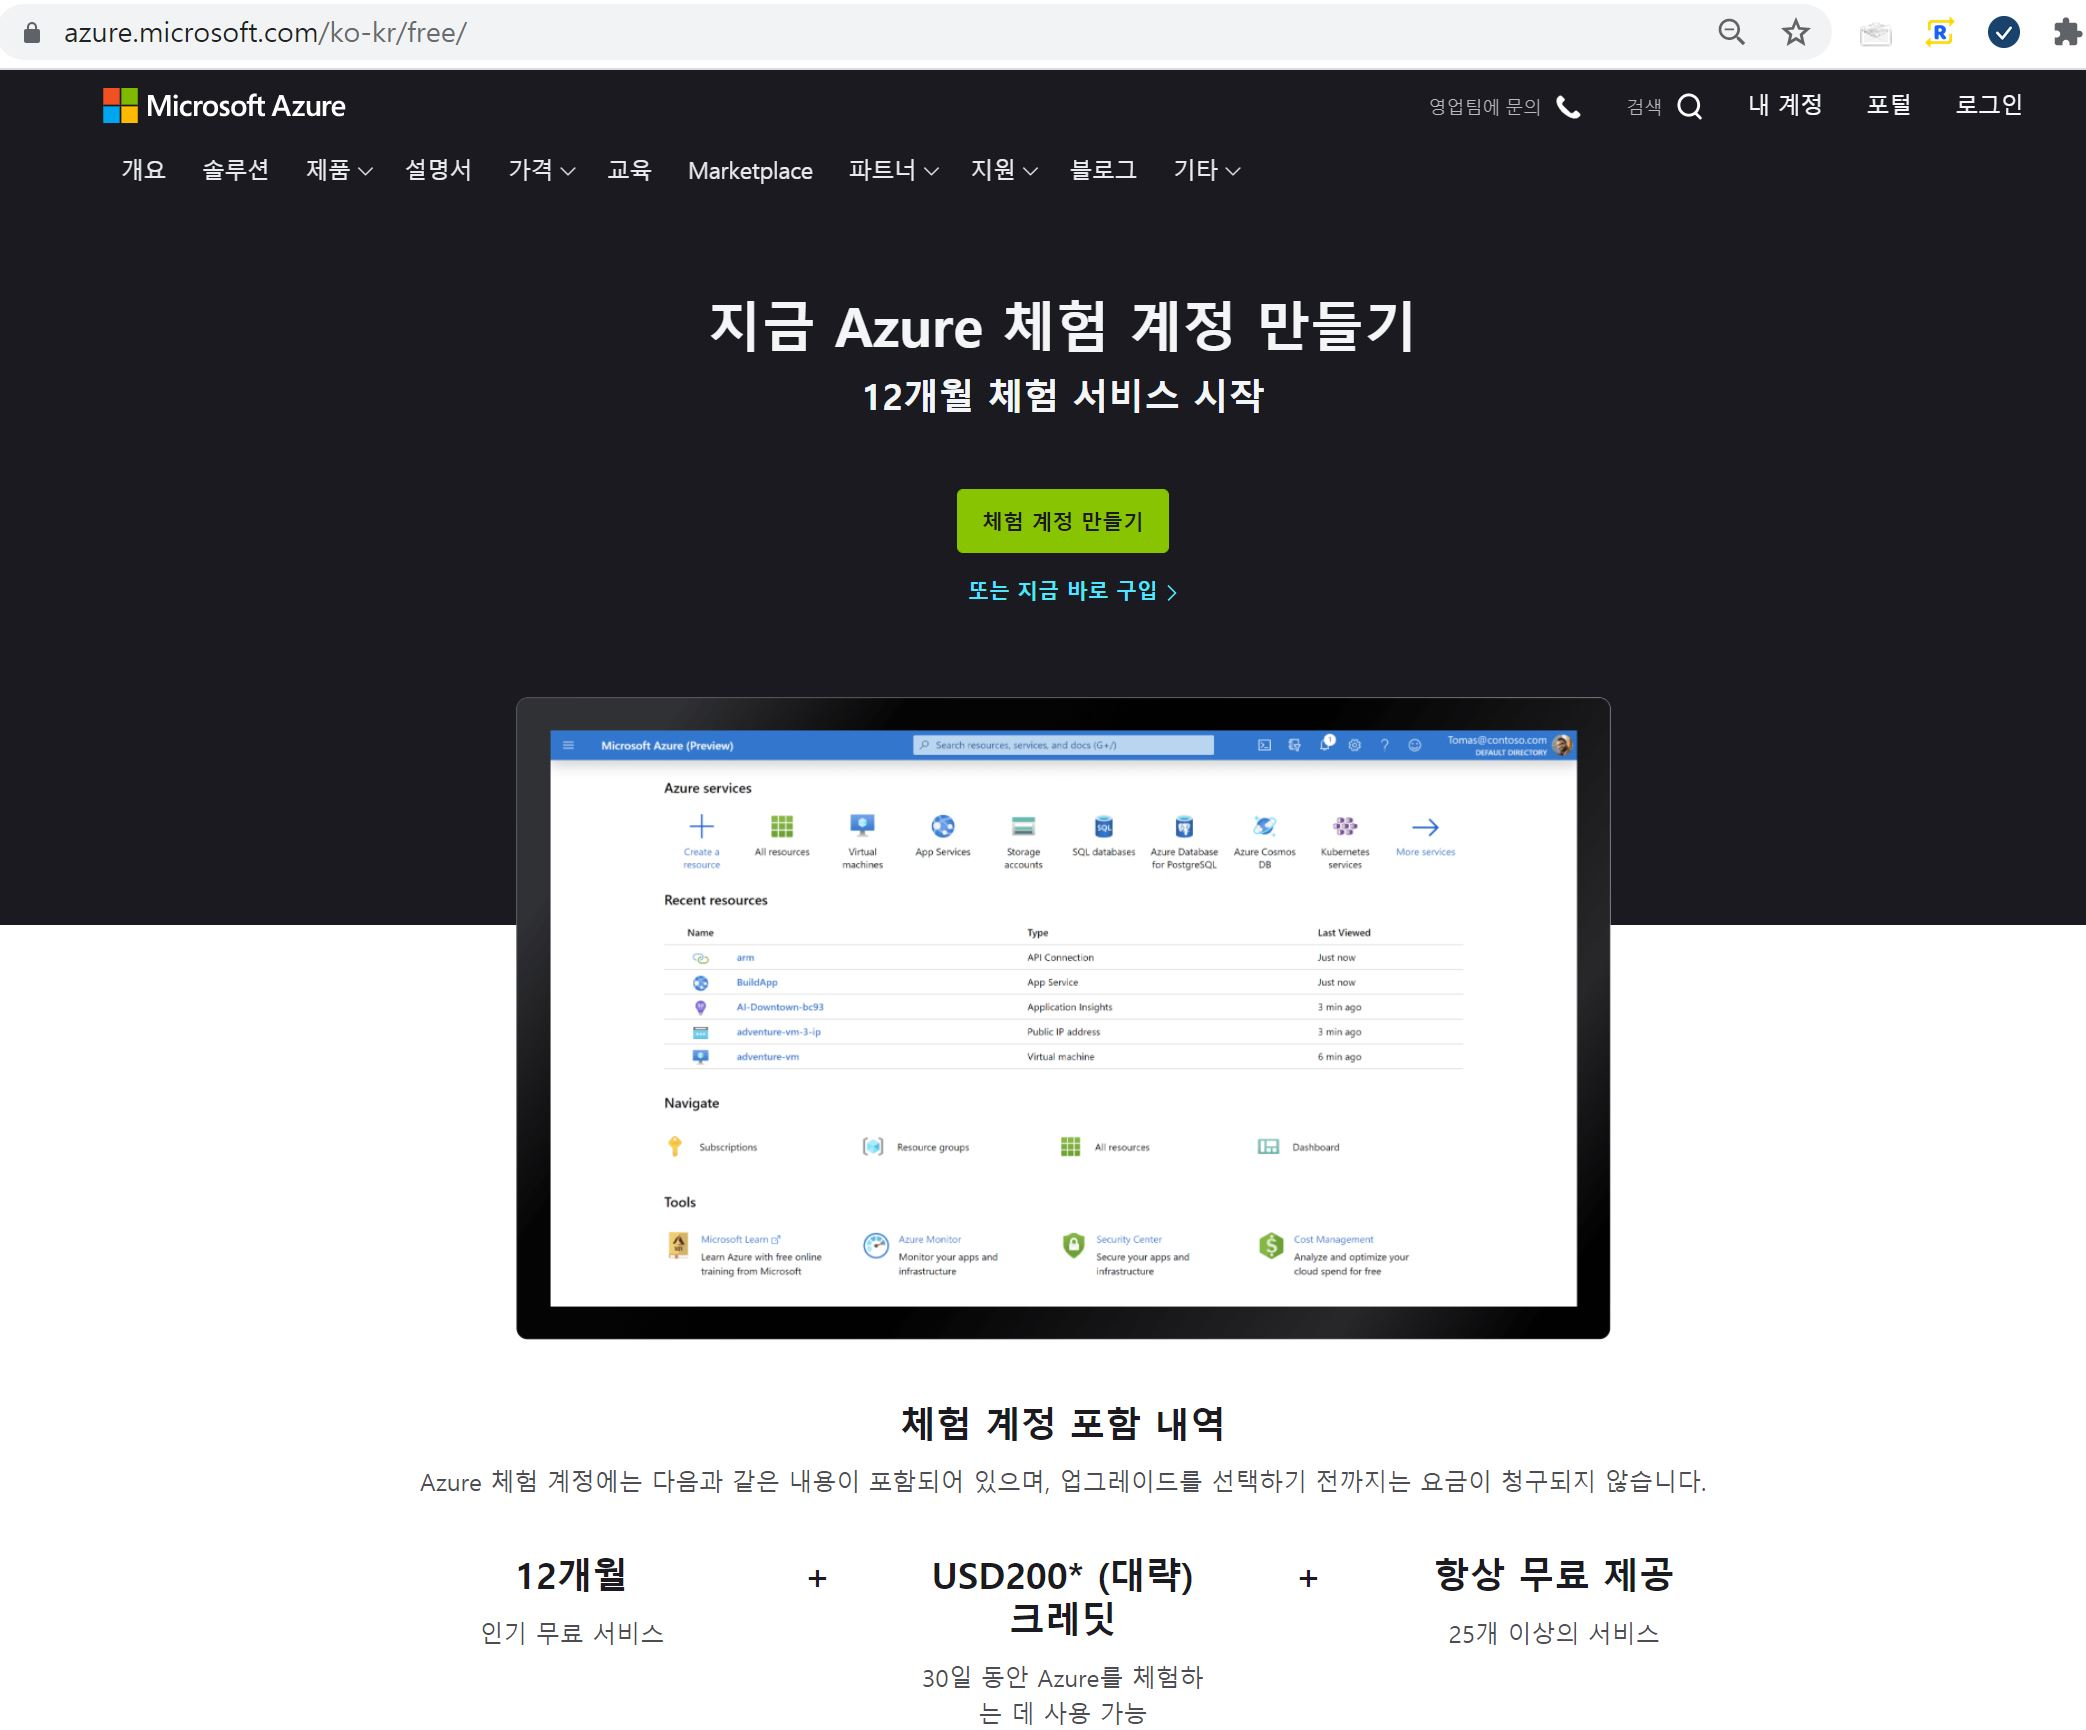 azure.microsoft.com/ko-kr/free/
Microsoft Azure
영업팀에 문의 검색 내 계정 포털 로그인
개요 솔루션 제품 설명서 가격 교육 Marketplace 파트너 지원 블로그 기타
지금 Azure 체험 계정 만들기
12개월 체험 서비스 시작
체험 계정 만들기
또는 지금 바로 구입
Microsoft Azure (Preview) Search resources, services, and docs (G+/) 1 Tomas@contoso.com
DEFAULT DIRECTORY
Azure services
Create a resource
All resources
Virtual machines
App Services
Storage accounts
SQL databases
Azure Database for PostgreSQL
Azure Cosmos DB
Kubernetes services
More services
Recent resources
Name Type Last Viewed
arm API Connection Just now
BuildApp App Service Just now
AI-Downtown-bc93 Application Insights 3 min ago
adventure-vm-3-ip Public IP address 3 min ago
adventure-vm Virtual machine 6 min ago
Navigate
Subscriptions Resource groups All resources Dashboard
Tools
Microsoft Learn
Learn Azure with free online
training from Microsoft
Azure Monitor
Monitor your apps and
infrastructure
Security Center
Secure your apps and
infrastructure
Cost Management
Analyze and optimize your
cloud spend for free
체험 계정 포함 내역
Azure 체험 계정에는 다음과 같은 내용이 포함되어 있으며, 업그레이드를 선택하기 전까지는 요금이 청구되지 않습니다.
12개월
인기 무료 서비스
+
USD200* (대략)
크레딧
30일 동안 Azure를 체험하
는 데 사용 가능
+
항상 무료 제공
25개 이상의 서비스